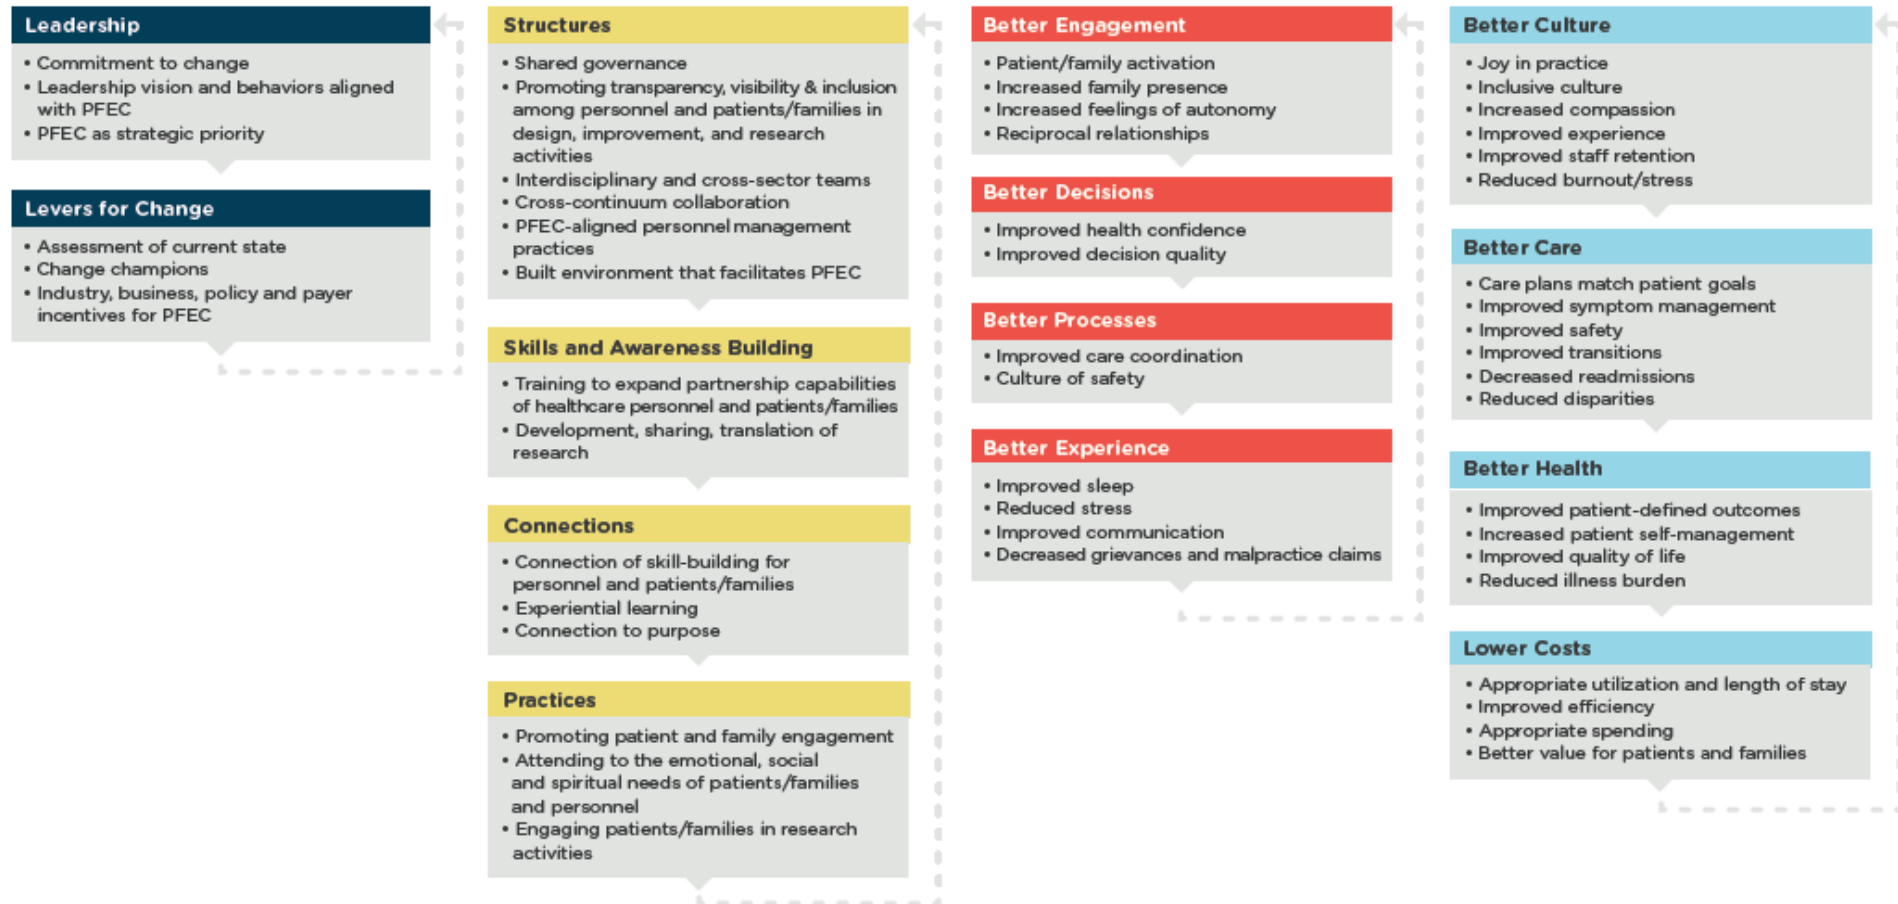 Leadership
• Commitment to change
• Leadership vision and behaviors aligned
with PFEC
• PFEC as strategic priority
Levers for Change
• Assessment of current state
• Change champions
• Industry, business, policy and payer
incentives for PFEC
Structures
• Shared governance
• Promoting transparency, visibility & inclusion
among personnel and patients/families in
design, improvement, and research
activities
• Interdisciplinary and cross-sector teams
• Cross-continuum collaboration
• PFEC-aligned personnel management
practices
• Built environment that facilitates PFEC
Skills and Awareness Building
• Training to expand partnership capabilities
of healthcare personnel and patients/families
• Development, sharing, translation of
research
Connections
• Connection of skill-building for
personnel and patients/families
• Experiential learning
• Connection to purpose
Practices
• Promoting patient and family engagement
• Attending to the emotional, social
and spiritual needs of patients/families
and personnel
• Engaging patients/families in research
activities
Better Engagement
• Patient/family activation
• Increased family presence
• Increased feelings of autonomy
• Reciprocal relationships
Better Decisions
• Improved health confidence
• Improved decision quality
Better Processes
• Improved care coordination
• Culture of safety
Better Experience
• Improved sleep
• Reduced stress
• Improved communication
• Decreased grievances and malpractice claims
Better Culture
• Joy in practice
• Inclusive culture
• Increased compassion
• Improved experience
• Improved staff retention
• Reduced burnout/stress
Better Care
• Care plans match patient goals
• Improved symptom management
• Improved safety
• Improved transitions
• Decreased readmissions
• Reduced disparities
Better Health
• Improved patient-defined outcomes
• Increased patient self-management
• Improved quality of life
• Reduced illness burden
Lower Costs
• Appropriate utilization and length of stay
• Improved efficiency
• Appropriate spending
• Better value for patients and families